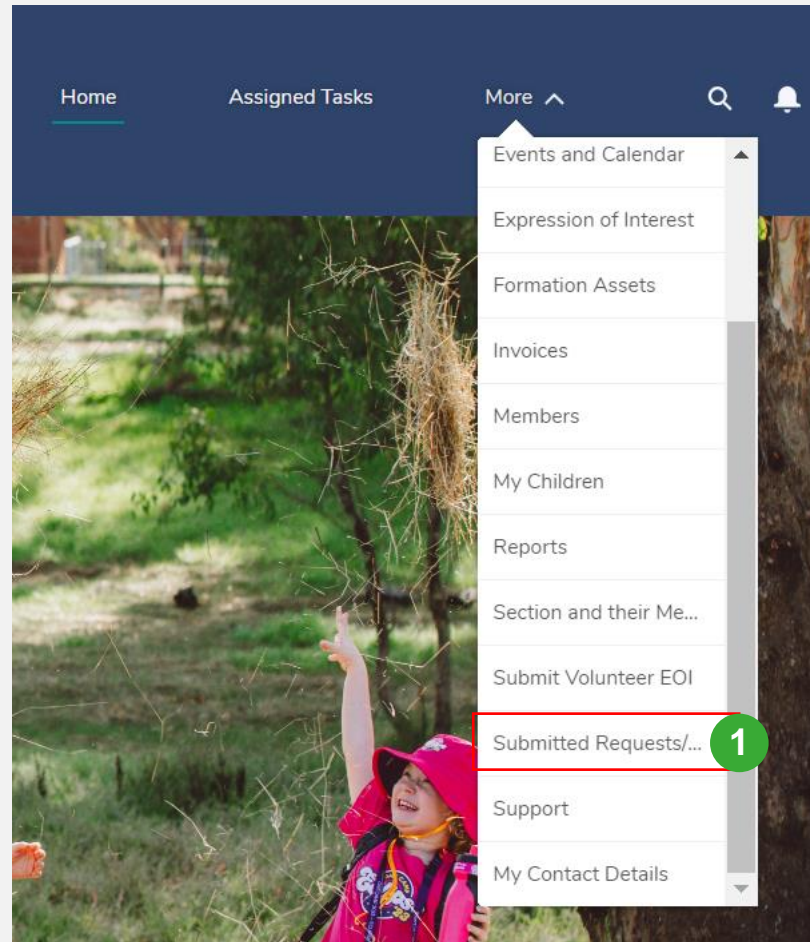 Home
Assigned Tasks
More
Events and Calendar
Expression of Interest
Formation Assets
Invoices
Members
My Children
Reports
Section and their Me...
Submit Volunteer EOI
Submitted Requests/...
1
Support
My Contact Details